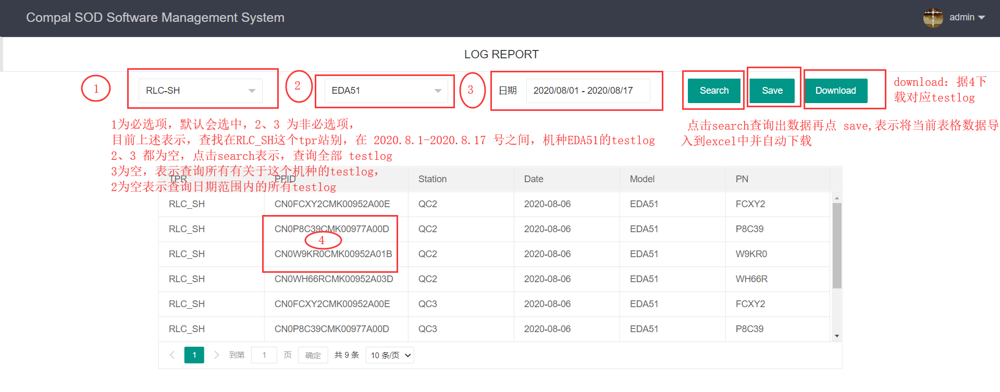 Compal SOD Software Management System
admin
LOG REPORT
1
RLC-SH
2
EDA51
3
日期
2020/08/01 - 2020/08/17
Search
Save
Download
download：据4下
载对应testlog
1为必选项，默认会选中，2、3 为非必选项，
目前上述表示，查找在RLC_SH这个tpr站别，在 2020.8.1-2020.8.17 号之间，机种EDA51的testlog
2、3 都为空，点击search表示，查询全部 testlog
3为空，表示查询所有有关于这个机种的testlog，
2为空表示查询日期范围内的所有testlog
点击search查询出数据再点 save,表示将当前表格数据导
入到excel中并自动下载
TPR PPID Station Date Model PN
RLC_SH CN0FCXY2CMK00952A00E QC2 2020-08-06 EDA51 FCXY2
RLC_SH CN0P8C39CMK00977A00D QC2 2020-08-06 EDA51 P8C39
4
RLC_SH CN0W9KR0CMK00952A01B QC2 2020-08-06 EDA51 W9KR0
RLC_SH CN0WH66RCMK00952A03D QC2 2020-08-06 EDA51 WH66R
RLC_SH CN0FCXY2CMK00952A00E QC3 2020-08-06 EDA51 FCXY2
RLC_SH CN0P8C39CMK00977A00D QC3 2020-08-06 EDA51 P8C39
1 到第 1 页 确定 共 9 条 10 条/页